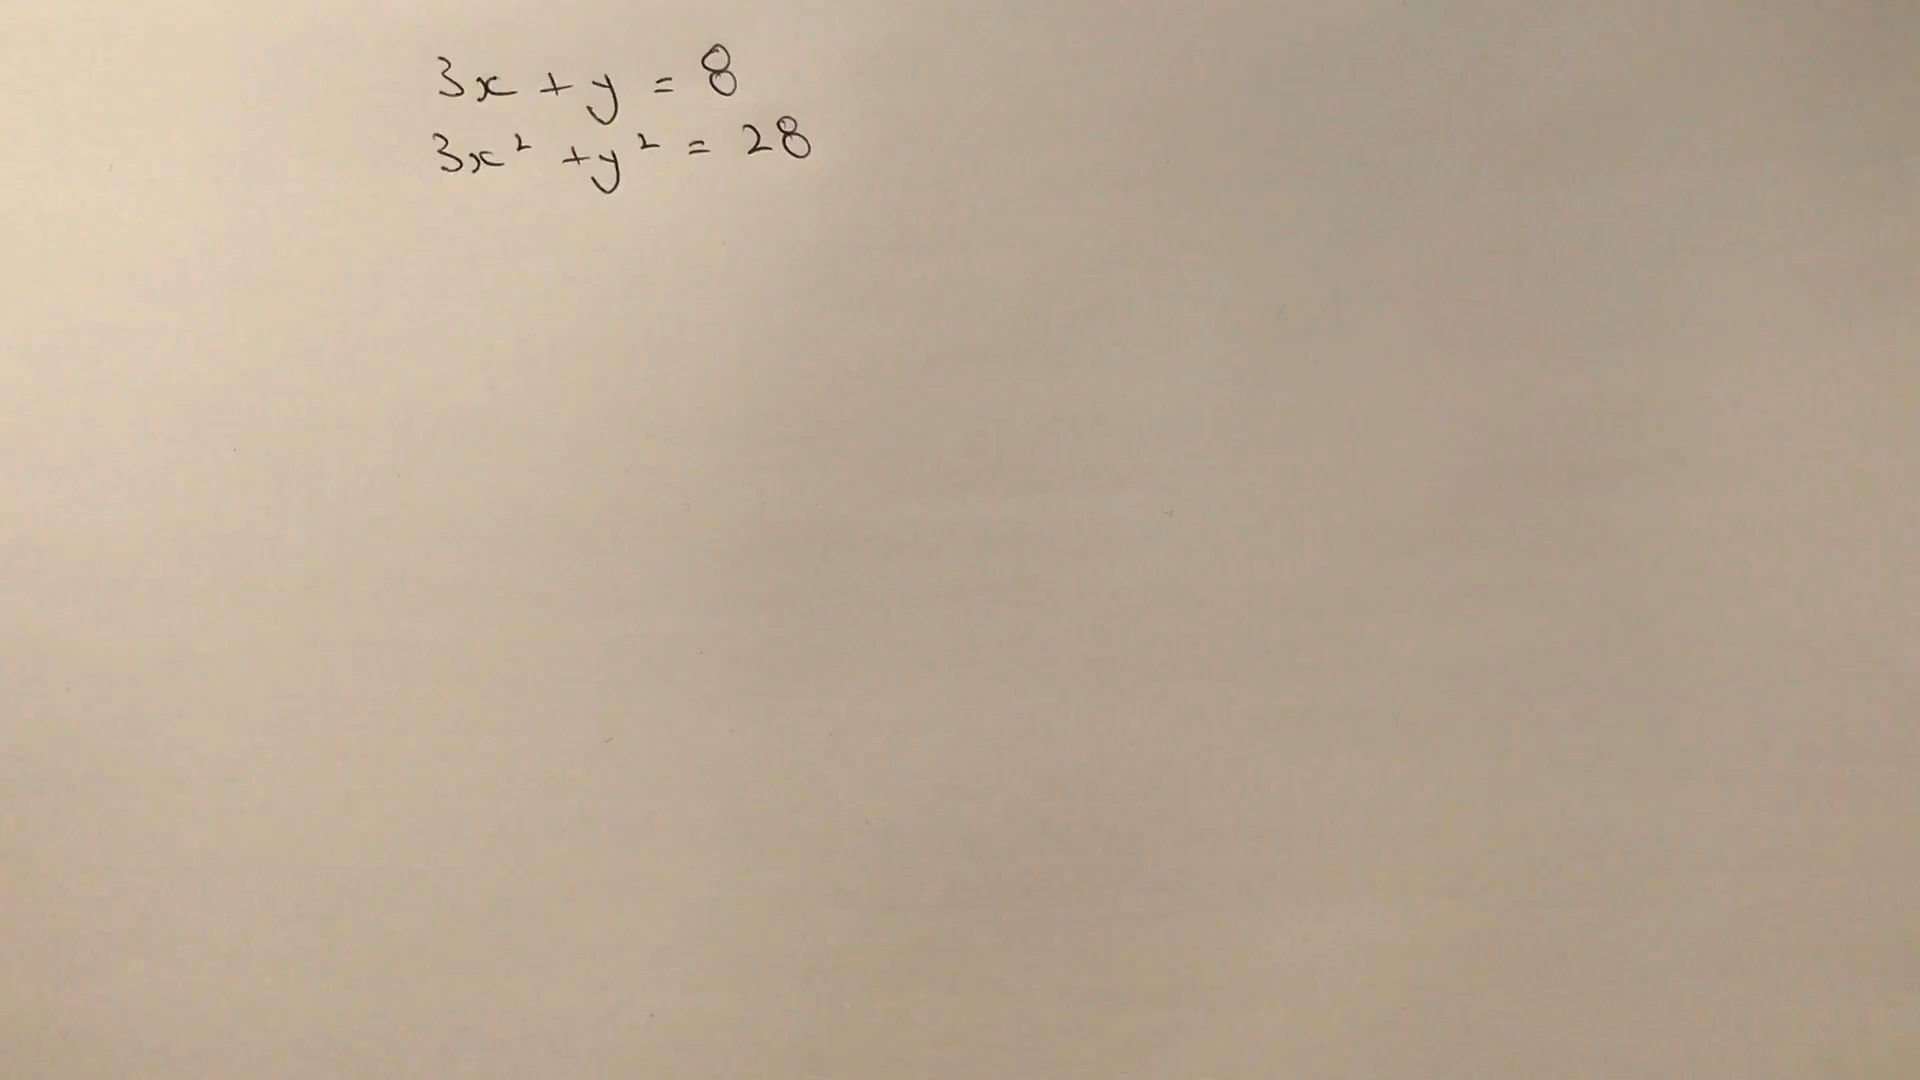 3x + y = 8
3x² + y² = 28